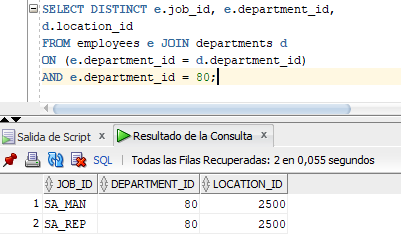 SELECT DISTINCT e.job_id, e.department_id,
d.location_id
FROM employees e JOIN departments d
ON (e.department_id = d.department_id)
AND e.department_id = 80;
Salida de Script x Resultado de la Consulta x
SQL | Todas las Filas Recuperadas: 2 en 0,055 segundos
JOB_ID DEPARTMENT_ID LOCATION_ID
1 SA_MAN 80 2500
2 SA_REP 80 2500